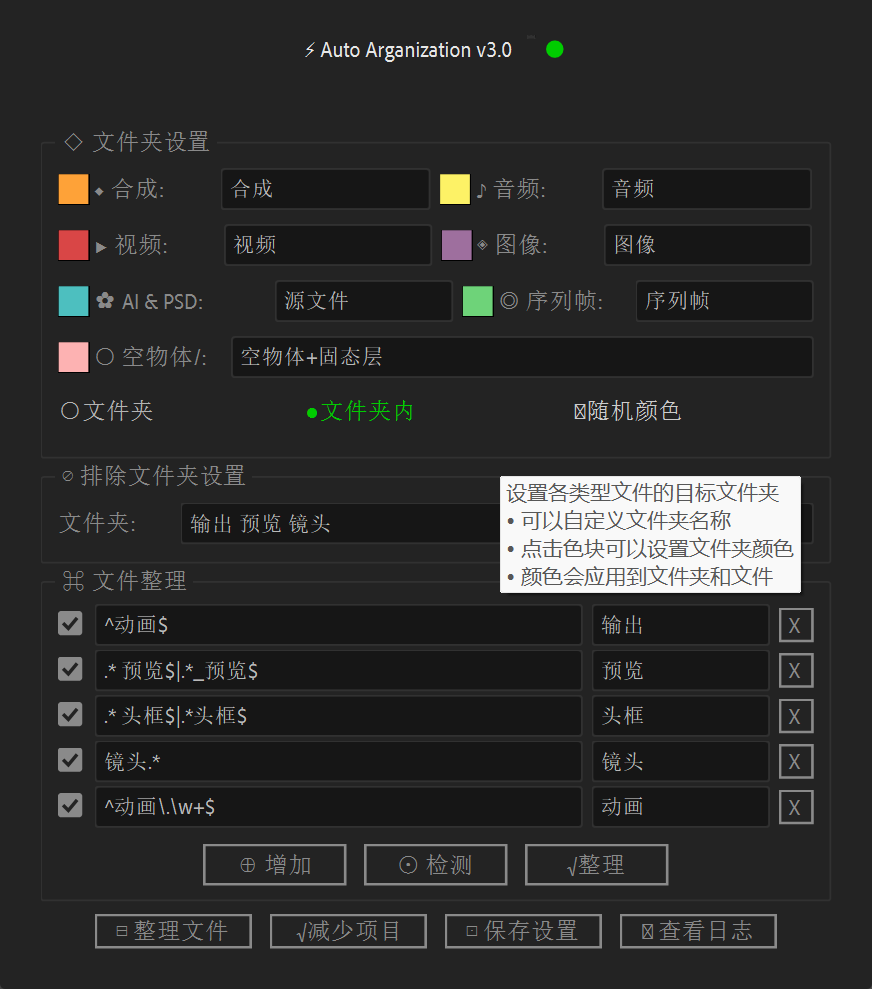 ⚡ Auto Arganization v3.0
◇ 文件夹设置
◆ 合成: 合成 ♪ 音频: 音频
▶ 视频: 视频 ◈ 图像: 图像
✿ AI & PSD: 源文件 ◎ 序列帧: 序列帧
○ 空物体/: 空物体+固态层
○ 文件夹 ● 文件夹内 随机颜色
⊘ 排除文件夹设置
文件夹: 输出 预览 镜头
设置各类型文件的目标文件夹
• 可以自定义文件夹名称
• 点击色块可以设置文件夹颜色
• 颜色会应用到文件夹和文件
⌘ 文件整理
^动画$ 输出 X
.* 预览$|.*_预览$ 预览 X
.* 头框$|.*头框$ 头框 X
镜头.* 镜头 X
^动画\.\w+$ 动画 X
⊕ 增加 ⊙ 检测 √整理
⊟ 整理文件 √减少项目 ⊡ 保存设置 查看日志